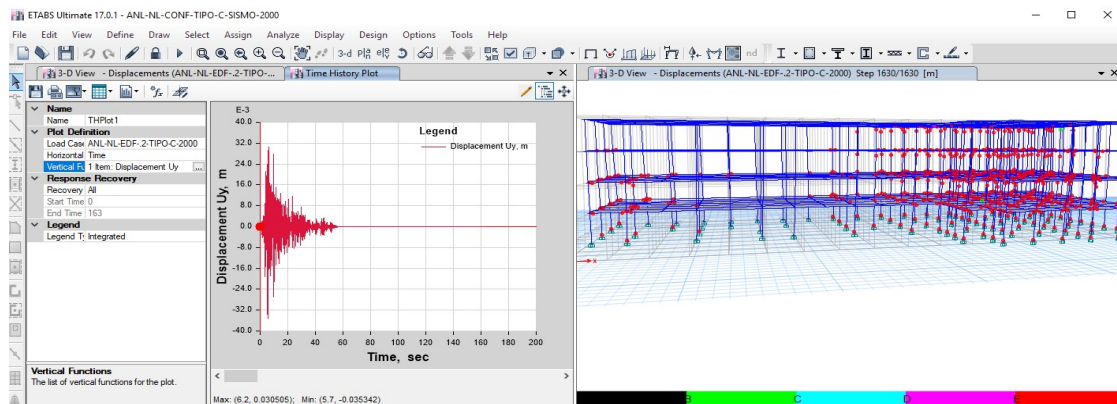 ETABS Ultimate 17.0.1 - ANL-NL-CONF-TIPO-C-SISMO-2000
File Edit View Define Draw Select Assign Analyze Display Design Options Tools Help
3-d
nd
3-D View - Displacements (ANL-NL-EDF-.2-TIPO-...
Time History Plot
Name
Name THPlot1
Plot Definition
Load Case ANL-NL-EDF-.2-TIPO-C-2000
Horizontal Time
Vertical Fu 1 Item: Displacement Uy ...
Response Recovery
Recovery All
Start Time 0
End Time 163
Legend
Legend Ty Integrated
Vertical Functions
The list of vertical functions for the plot.
E-3
40.0
32.0
24.0
16.0
8.0
0.0
-8.0
-16.0
-24.0
-32.0
-40.0
Displacement Uy, m
Legend
Displacement Uy, m
0 20 40 60 80 100 120 140 160 180 200
Time, sec
Max: (6.2, 0.030505); Min: (5.7, -0.035342)
3-D View - Displacements (ANL-NL-EDF-.2-TIPO-C-2000) Step 1630/1630 [m]
X
B C D E